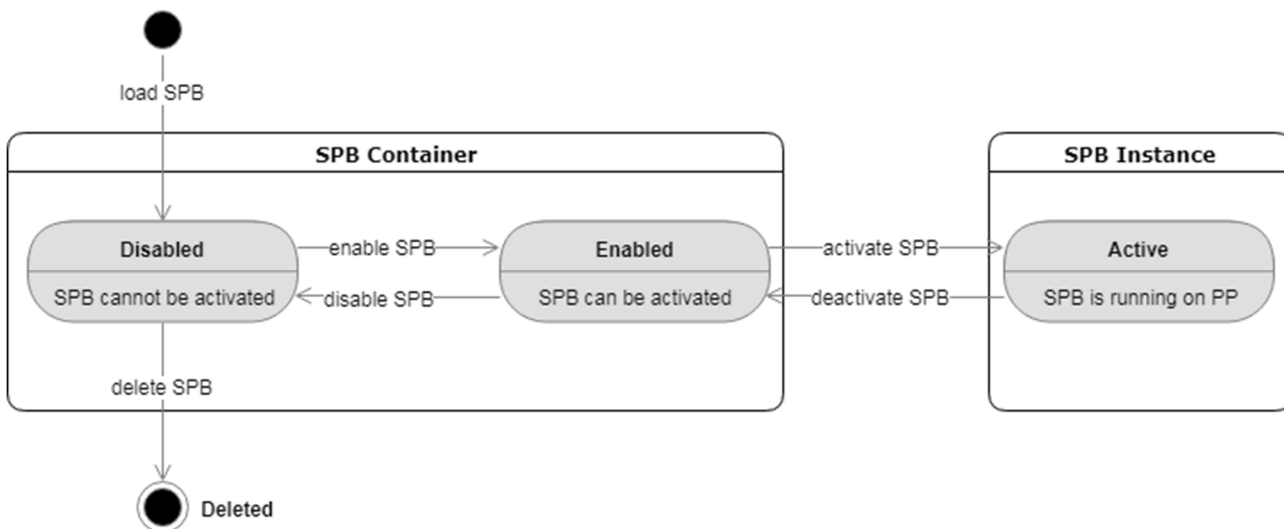 load SPB
SPB Container
SPB Instance
Disabled
enable SPB
Enabled
activate SPB
Active
SPB cannot be activated
disable SPB
SPB can be activated
deactivate SPB
SPB is running on PP
delete SPB
Deleted